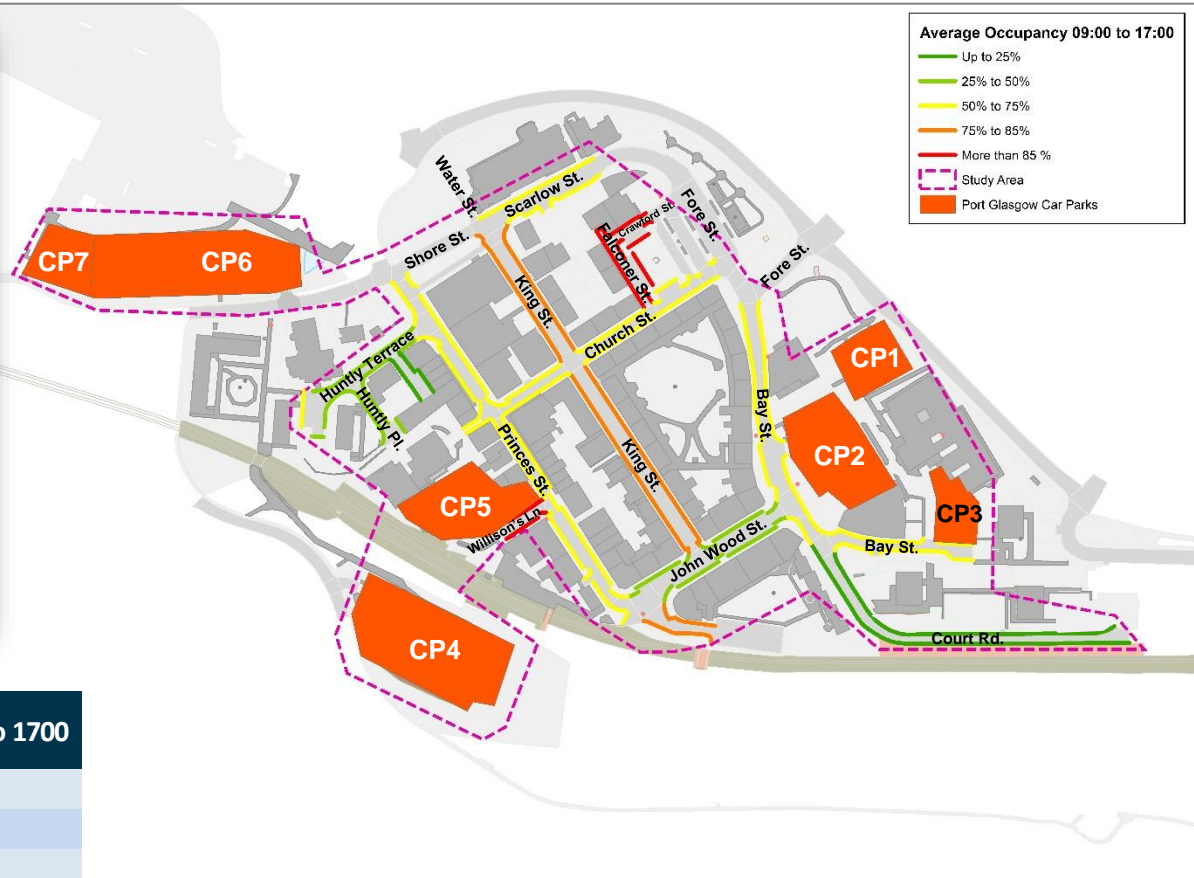 Average Occupancy 09:00 to 17:00
Up to 25%
25% to 50%
50% to 75%
75% to 85%
More than 85 %
Study Area
Port Glasgow Car Parks
Water St.
Scarlow St.
Shore St.
Fore St.
Crawford St.
Falconer St.
Fore St.
CP7
CP6
King St.
Church St.
Huntly Terrace
Huntly Pl.
CP1
Bay St.
CP2
King St.
Princes St.
CP5
Willison's Ln
CP3
John Wood St.
Bay St.
Court Rd.
CP4
1700